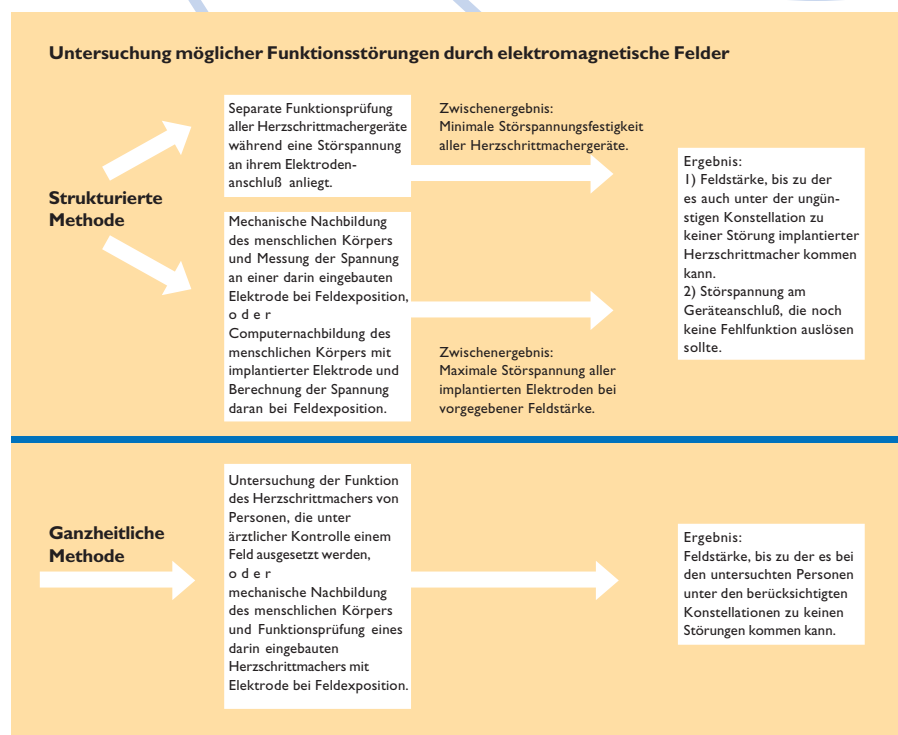 Untersuchung möglicher Funktionsstörungen durch elektromagnetische Felder
Strukturierte
Methode
Separate Funktionsprüfung
aller Herzschrittmachergeräte
während eine Störspannung
an ihrem Elektroden-
anschluß anliegt.
Zwischenergebnis:
Minimale Störspannungsfestigkeit
aller Herzschrittmachergeräte.
Mechanische Nachbildung
des menschlichen Körpers
und Messung der Spannung
an einer darin eingebauten
Elektrode bei Feldexposition,
o d e r
Computernachbildung des
menschlichen Körpers mit
implantierter Elektrode und
Berechnung der Spannung
daran bei Feldexposition.
Zwischenergebnis:
Maximale Störspannung aller
implantierten Elektroden bei
vorgegebener Feldstärke.
Ergebnis:
1) Feldstärke, bis zu der
es auch unter der ungün-
stigen Konstellation zu
keiner Störung implantierter
Herzschrittmacher kommen
kann.
2) Störspannung am
Geräteanschluß, die noch
keine Fehlfunktion auslösen
sollte.
Ganzheitliche
Methode
Untersuchung der Funktion
des Herzschrittmachers von
Personen, die unter
ärztlicher Kontrolle einem
Feld ausgesetzt werden,
o d e r
mechanische Nachbildung
des menschlichen Körpers
und Funktionsprüfung eines
darin eingebauten
Herzschrittmachers mit
Elektrode bei Feldexposition.
Ergebnis:
Feldstärke, bis zu der es bei
den untersuchten Personen
unter den berücksichtigten
Konstellationen zu keinen
Störungen kommen kann.